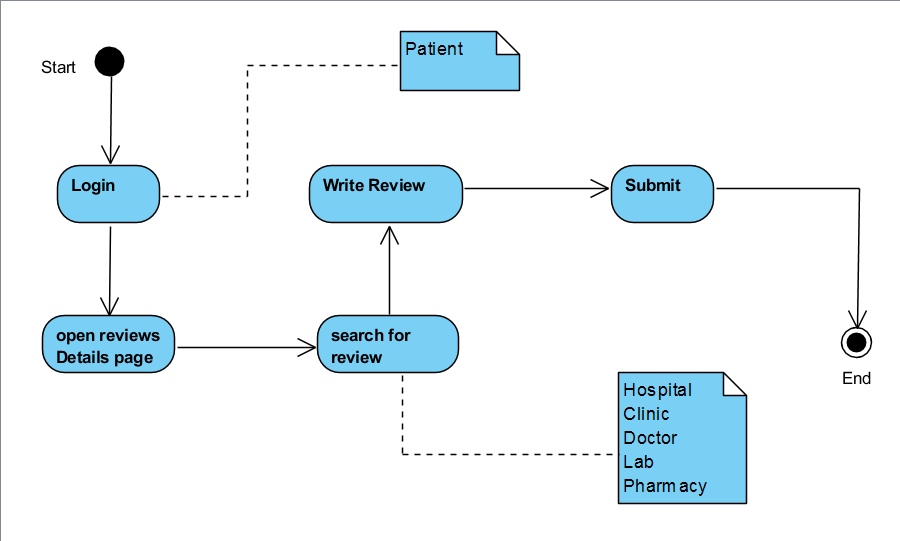 Start
Patient
Login
Write Review
Submit
open reviews
Details page
search for
review
End
Hospital
Clinic
Doctor
Lab
Pharmacy